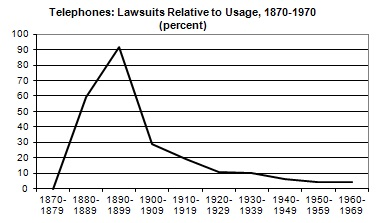 Telephones: Lawsuits Relative to Usage, 1870-1970
(percent)
100
90
80
70
60
50
40
30
20
10
0
1870- 1880- 1890- 1900- 1910- 1920- 1930- 1940- 1950- 1960-
1879 1889 1899 1909 1919 1929 1939 1949 1959 1969